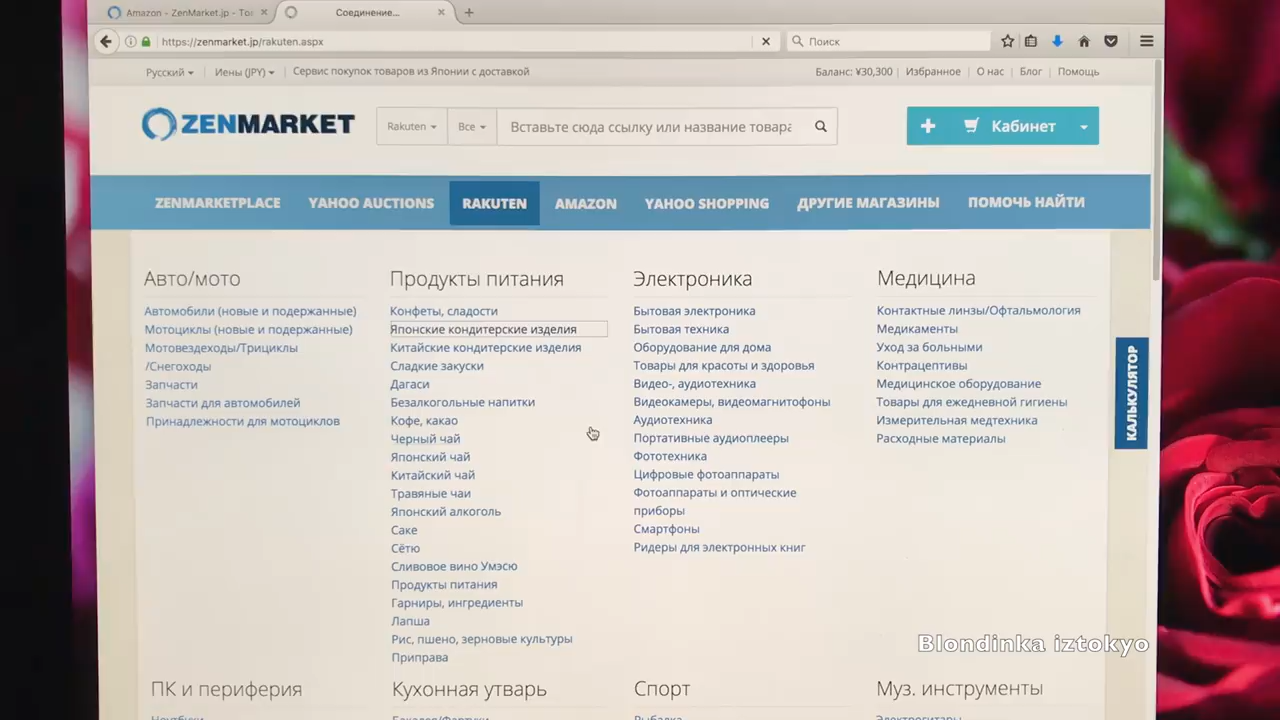 Amazon - ZenMarket.jp - То
Соединение...
https://zenmarket.jp/rakuten.aspx
Поиск
Русский
Иены (JPY)
Сервис покупок товаров из Японии с доставкой
Баланс: ¥30,300
Избранное
О нас
Блог
Помощь
ZENMARKET
Rakuten
Все
Вставьте сюда ссылку или название товара
Кабинет
ZENMARKETPLACE
YAHOO AUCTIONS
RAKUTEN
AMAZON
YAHOO SHOPPING
ДРУГИЕ МАГАЗИНЫ
ПОМОЧЬ НАЙТИ
Авто/мото
Автомобили (новые и подержанные)
Мотоциклы (новые и подержанные)
Мотовездеходы/Трициклы
/Снегоходы
Запчасти
Запчасти для автомобилей
Принадлежности для мотоциклов
Продукты питания
Конфеты, сладости
Японские кондитерские изделия
Китайские кондитерские изделия
Сладкие закуски
Дагаси
Безалкогольные напитки
Кофе, какао
Черный чай
Японский чай
Китайский чай
Травяные чаи
Японский алкоголь
Саке
Сётю
Сливовое вино Умэсю
Продукты питания
Гарниры, ингредиенты
Лапша
Рис, пшено, зерновые культуры
Приправа
Электроника
Бытовая электроника
Бытовая техника
Оборудование для дома
Товары для красоты и здоровья
Видео-, аудиотехника
Видеокамеры, видеомагнитофоны
Аудиотехника
Портативные аудиоплееры
Фототехника
Цифровые фотоаппараты
Фотоаппараты и оптические
приборы
Смартфоны
Ридеры для электронных книг
Медицина
Контактные линзы/Офтальмология
Медикаменты
Уход за больными
Контрацептивы
Медицинское оборудование
Товары для ежедневной гигиены
Измерительная медтехника
Расходные материалы
КАЛЬКУЛЯТОР
Blondinka iztokyo
ПК и периферия
Кухонная утварь
Спорт
Муз. инструменты